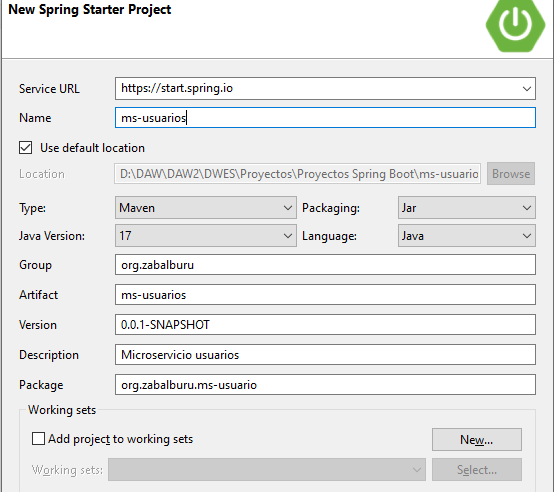 New Spring Starter Project
Service URL https://start.spring.io
Name ms-usuarios
Use default location
Location D:\DAW\DAW2\DWES\Proyectos\Proyectos Spring Boot\ms-usuario Browse
Type: Maven Packaging: Jar
Java Version: 17 Language: Java
Group org.zabalburu
Artifact ms-usuarios
Version 0.0.1-SNAPSHOT
Description Microservicio usuarios
Package org.zabalburu.ms-usuario
Working sets
Add project to working sets New...
Working sets: Select...